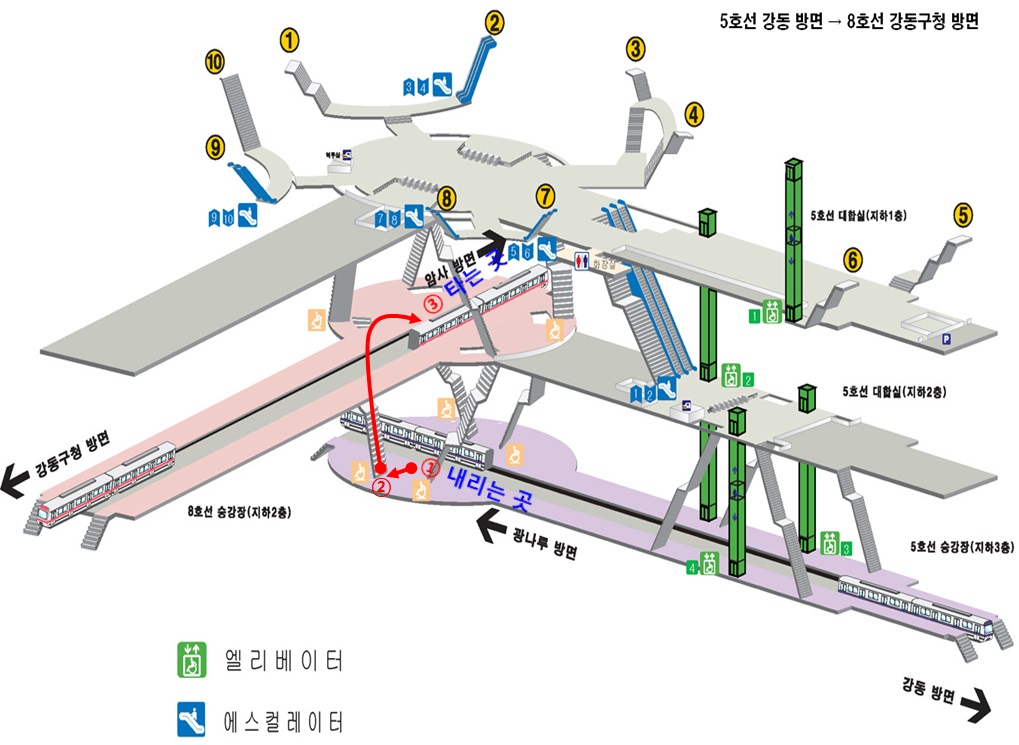 5호선 강동 방면 → 8호선 강동구청 방면
1
2
3
4
10
9
3 4
역무실
9 10
7 8
8
7
5 6
5호선 대합실(지하1층)
5
6
암사 방면
타는 곳
화장실
③
1
P
2
1 2
5호선 대합실(지하2층)
강동구청 방면
①
②
내리는 곳
8호선 승강장(지하2층)
광나루 방면
3
4
5호선 승강장(지하3층)
엘리베이터
에스컬레이터
강동 방면